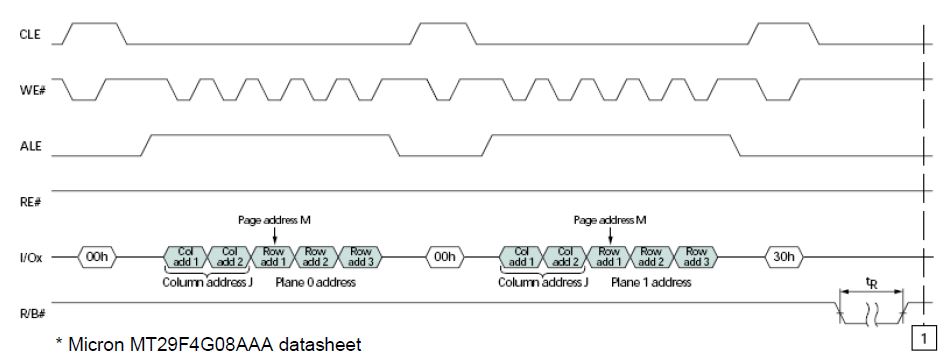 CLE
WE#
ALE
RE#
Page address M
Page address M
I/Ox
00h
Col add 1
Col add 2
Row add 1
Row add 2
Row add 3
00h
Col add 1
Col add 2
Row add 1
Row add 2
Row add 3
30h
Column address J
Plane 0 address
Column address J
Plane 1 address
tR
R/B#
1
* Micron MT29F4G08AAA datasheet